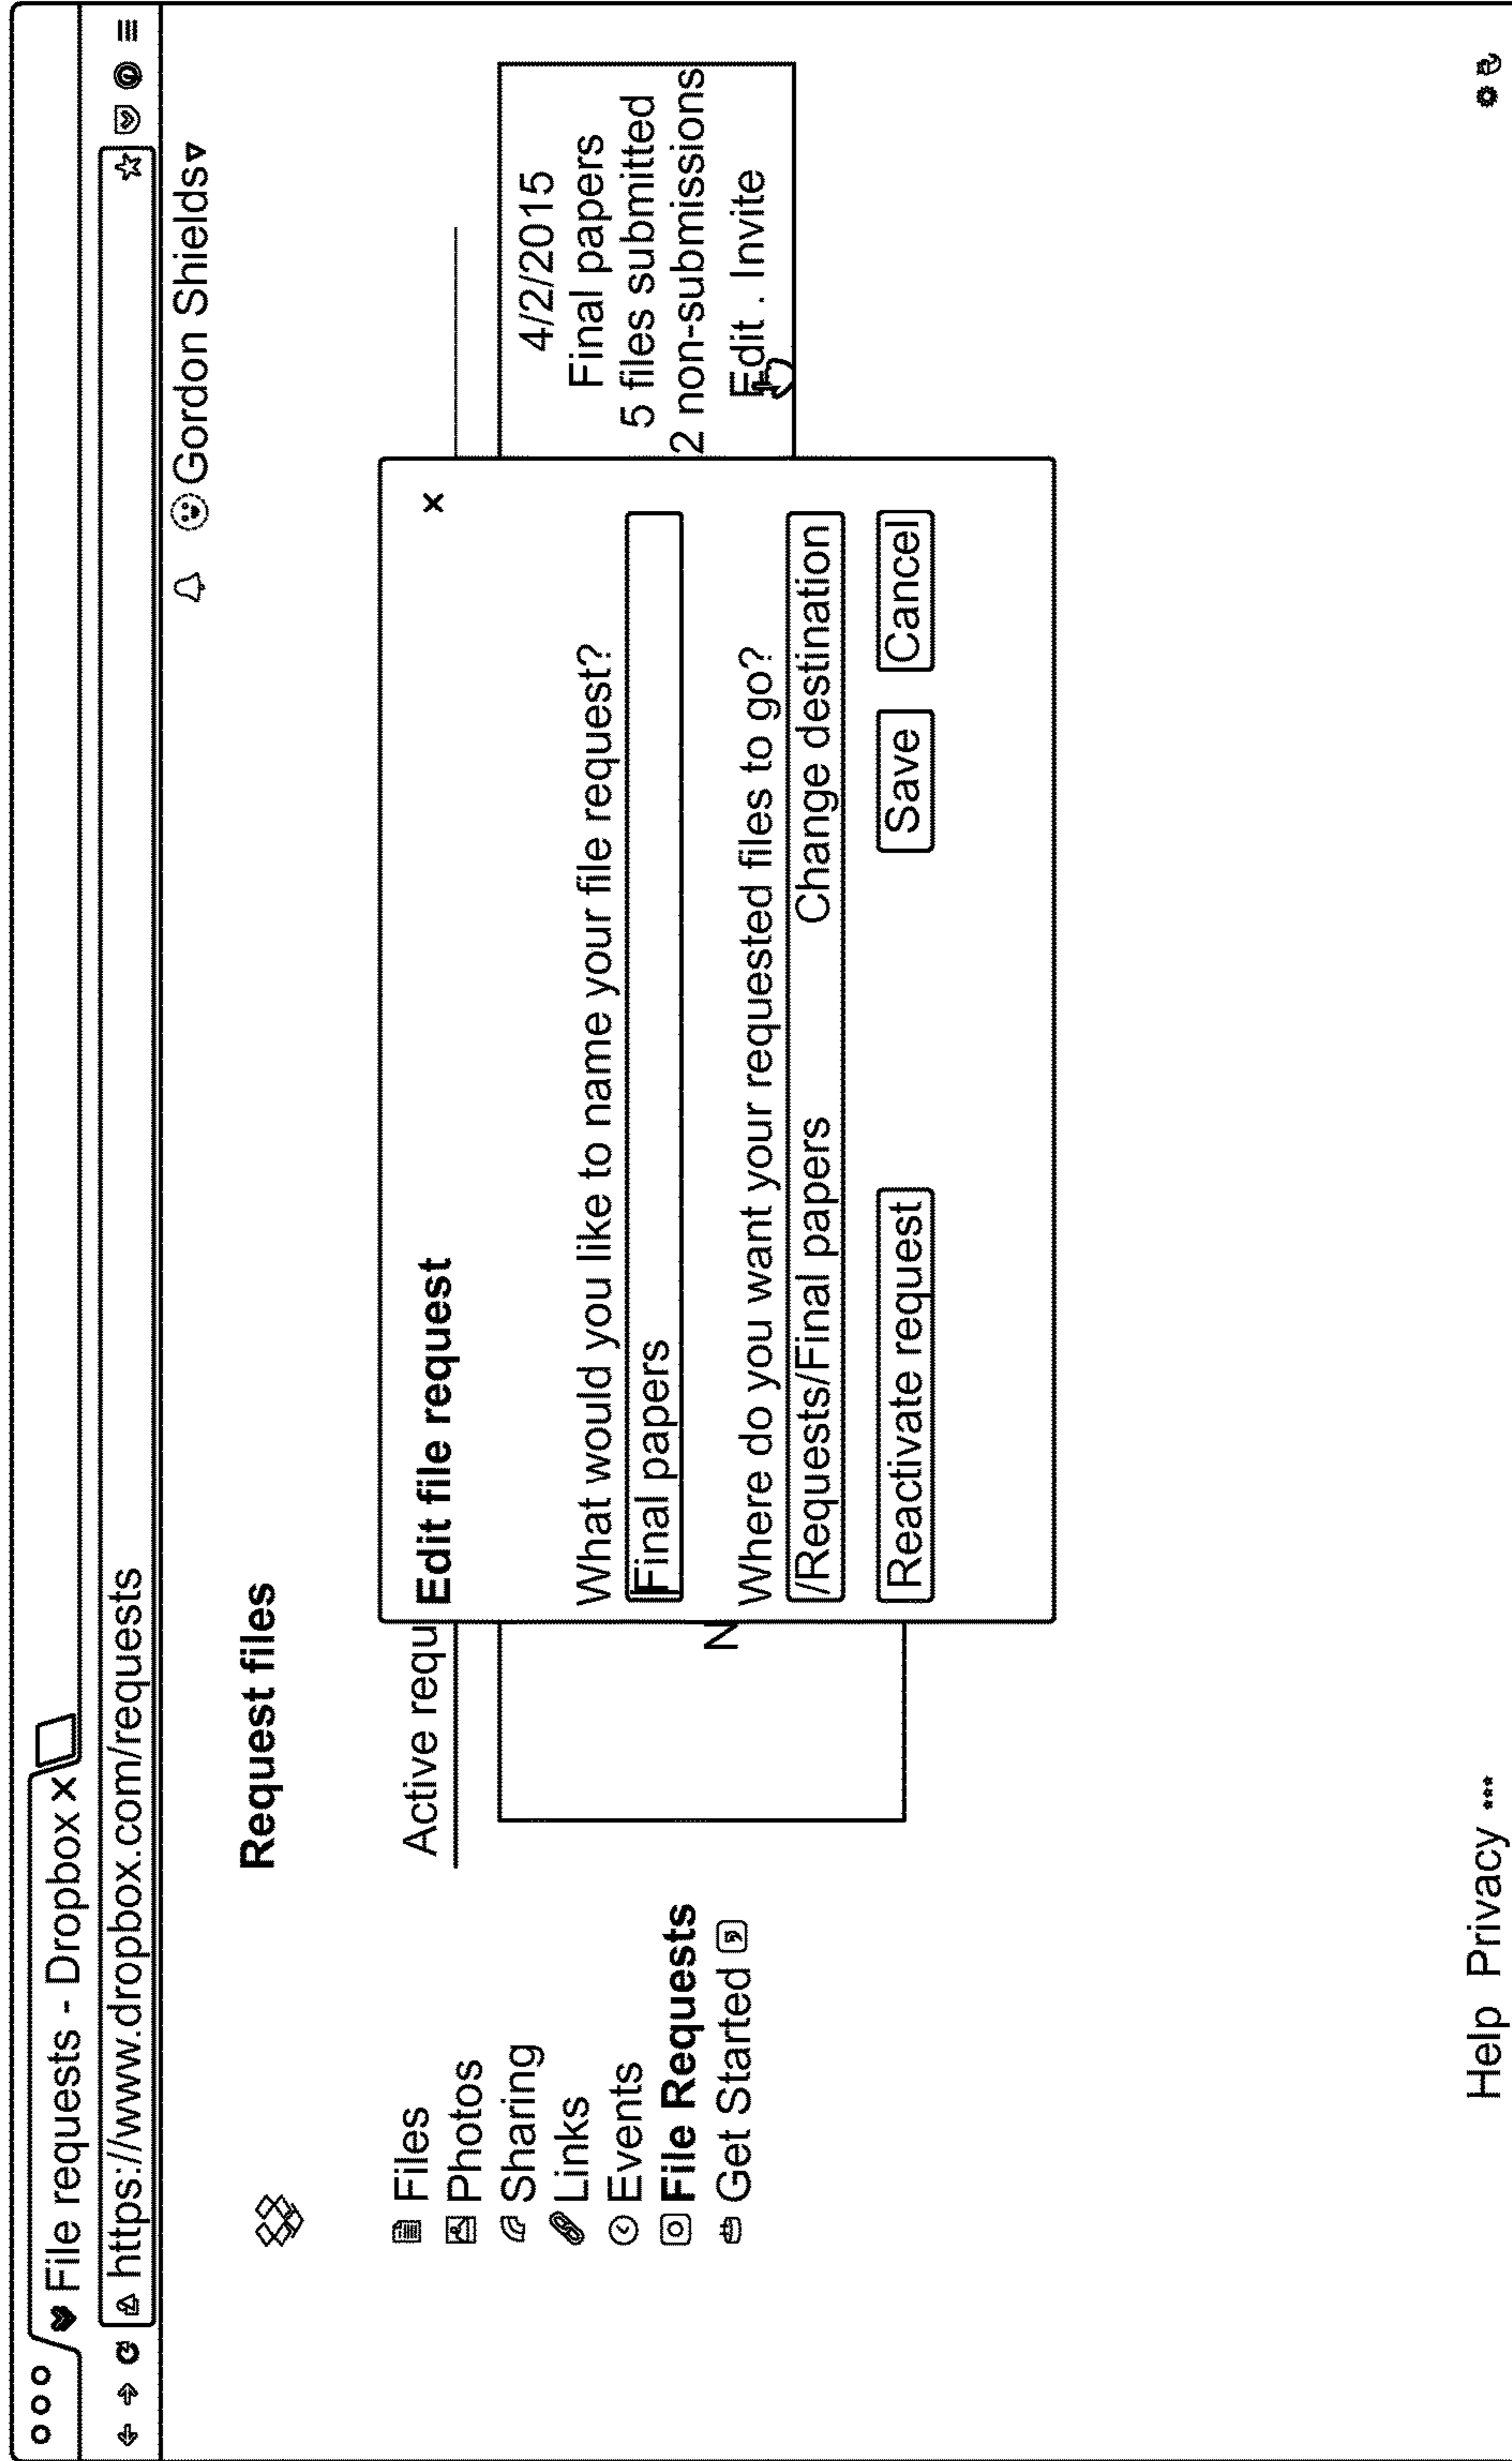 File requests - Dropbox x
https://www.dropbox.com/requests
Gordon Shields
Request files
Files
Photos
Sharing
Links
Events
File Requests
Get Started
Active requ
N
Edit file request
x
What would you like to name your file request?
Final papers
Where do you want your requested files to go?
/Requests/Final papers Change destination
Reactivate request Save Cancel
4/2/2015
Final papers
5 files submitted
2 non-submissions
Edit . Invite
Help Privacy ***